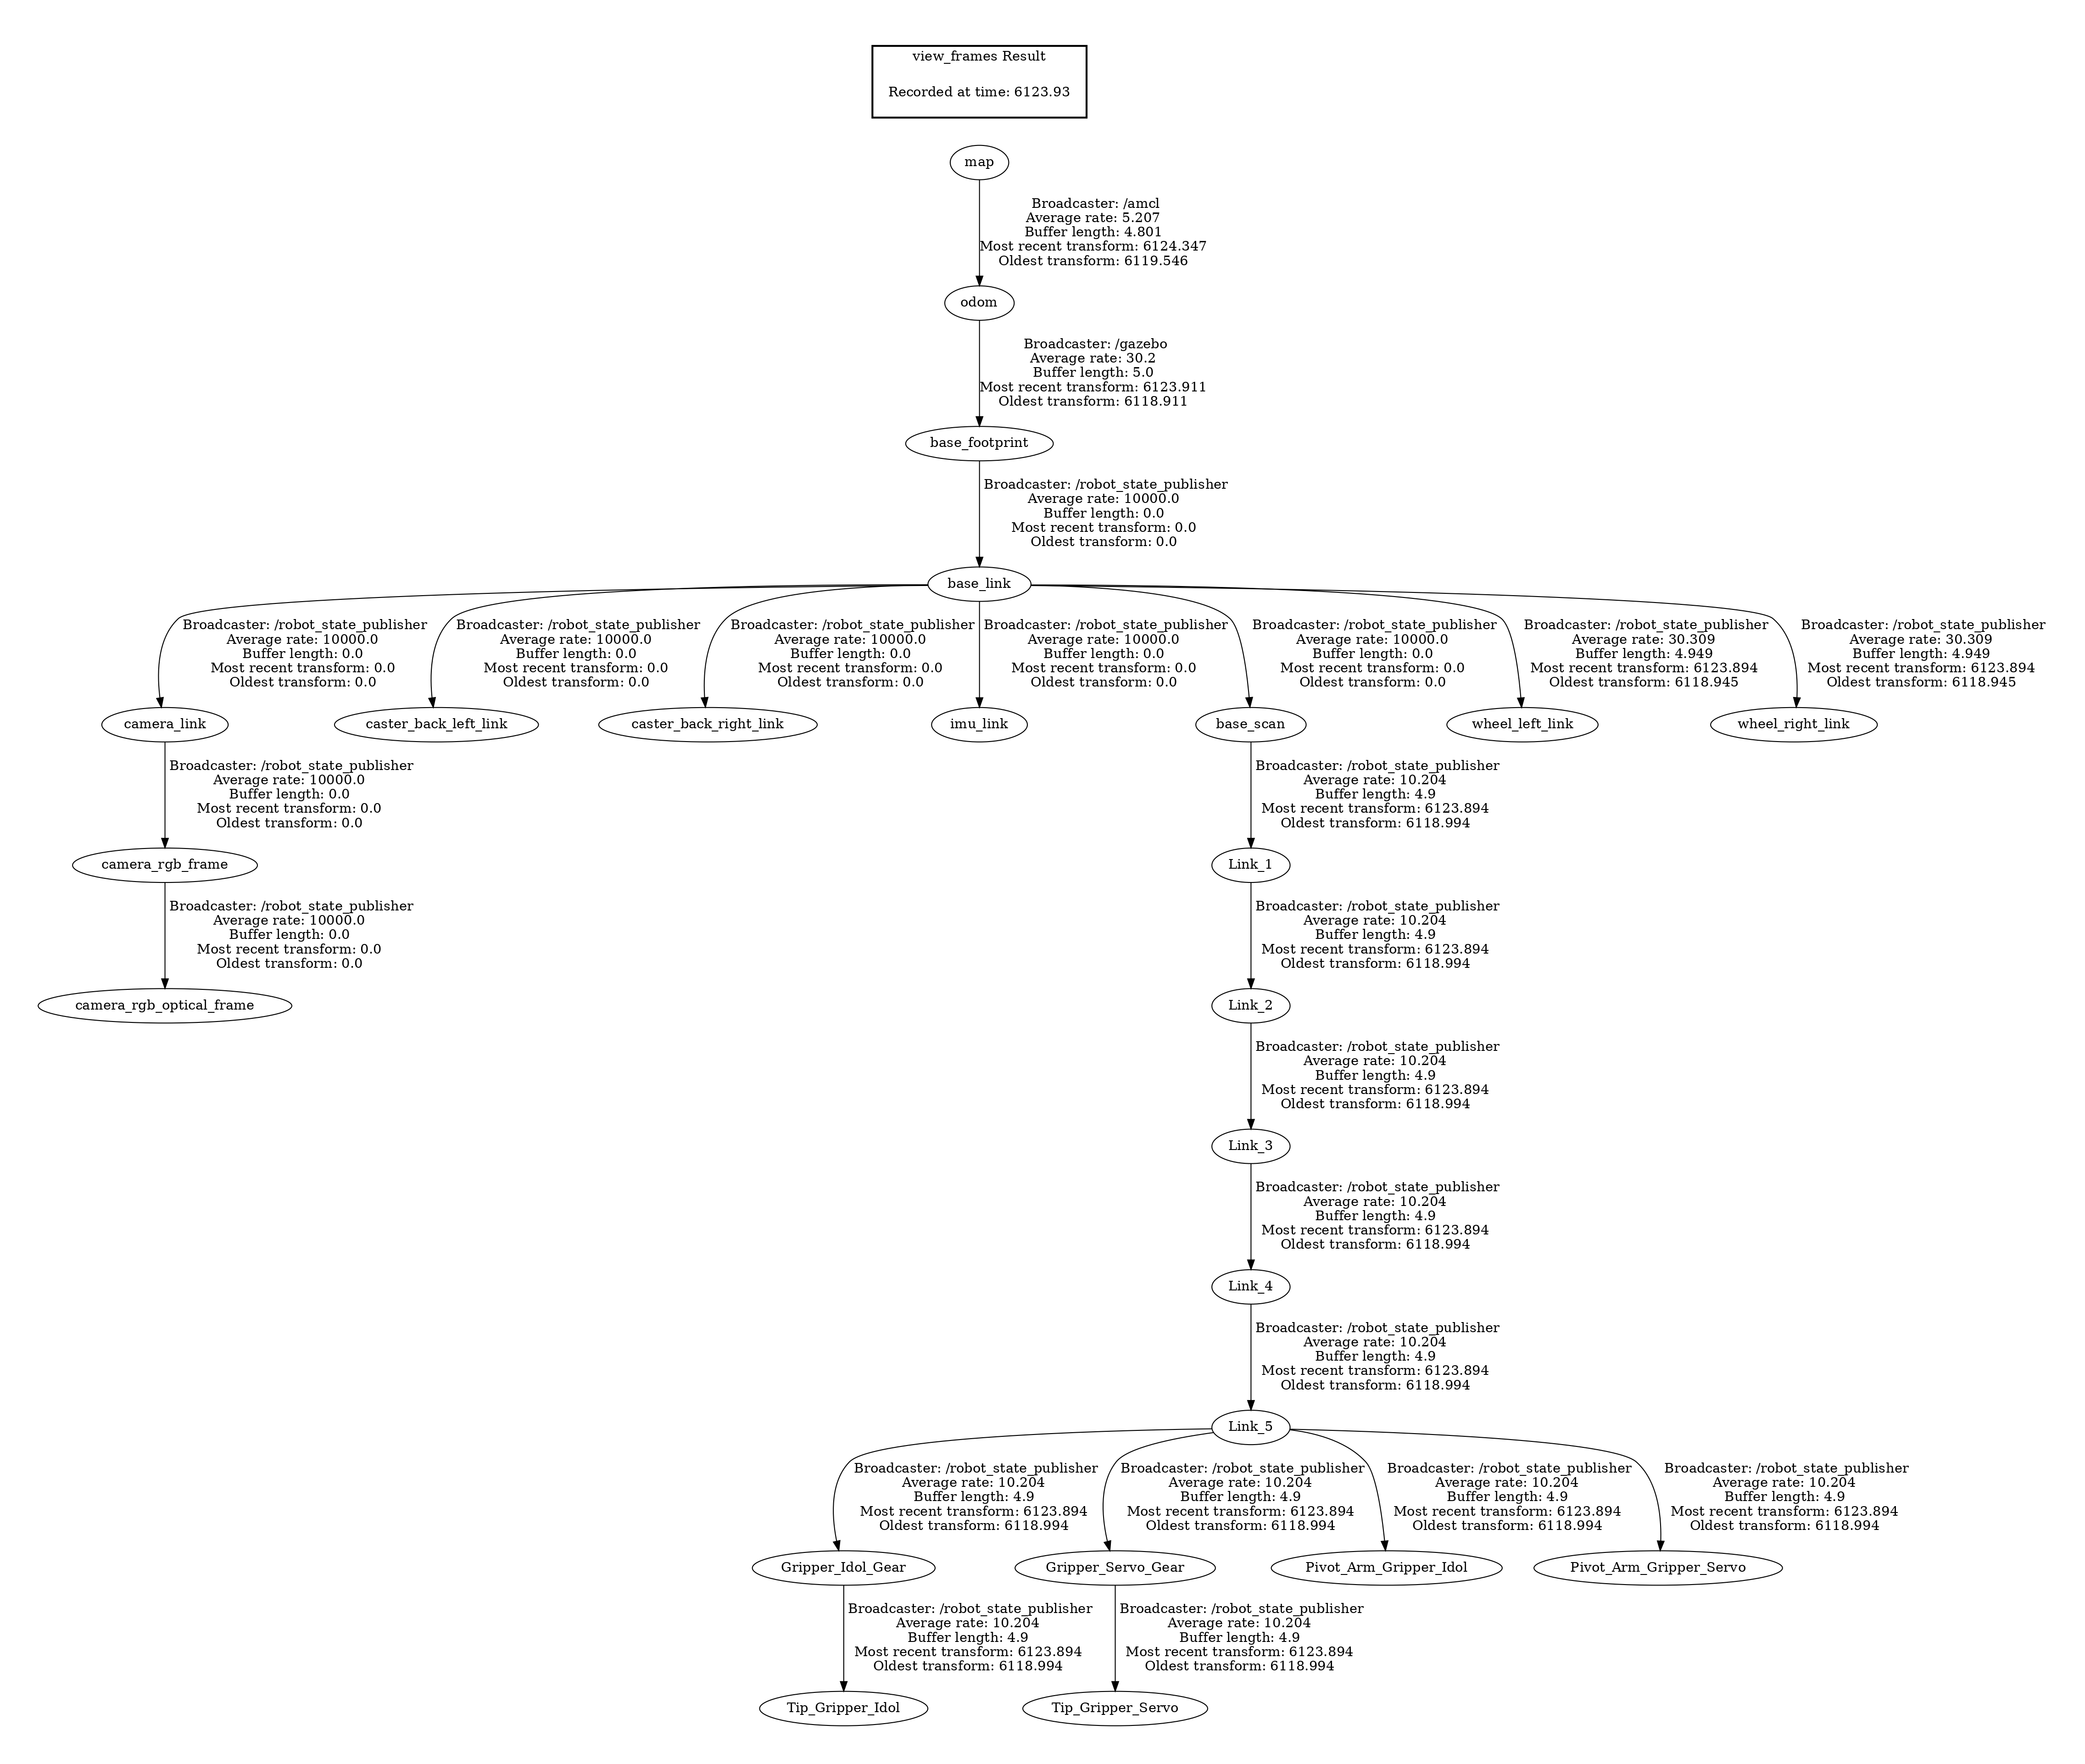 view_frames Result
Recorded at time: 6123.93
map
Broadcaster: /amcl
Average rate: 5.207
Buffer length: 4.801
Most recent transform: 6124.347
Oldest transform: 6119.546
odom
Broadcaster: /gazebo
Average rate: 30.2
Buffer length: 5.0
Most recent transform: 6123.911
Oldest transform: 6118.911
base_footprint
Broadcaster: /robot_state_publisher
Average rate: 10000.0
Buffer length: 0.0
Most recent transform: 0.0
Oldest transform: 0.0
base_link
Broadcaster: /robot_state_publisher
Average rate: 10000.0
Buffer length: 0.0
Most recent transform: 0.0
Oldest transform: 0.0
Broadcaster: /robot_state_publisher
Average rate: 10000.0
Buffer length: 0.0
Most recent transform: 0.0
Oldest transform: 0.0
Broadcaster: /robot_state_publisher
Average rate: 10000.0
Buffer length: 0.0
Most recent transform: 0.0
Oldest transform: 0.0
Broadcaster: /robot_state_publisher
Average rate: 10000.0
Buffer length: 0.0
Most recent transform: 0.0
Oldest transform: 0.0
Broadcaster: /robot_state_publisher
Average rate: 10000.0
Buffer length: 0.0
Most recent transform: 0.0
Oldest transform: 0.0
Broadcaster: /robot_state_publisher
Average rate: 30.309
Buffer length: 4.949
Most recent transform: 6123.894
Oldest transform: 6118.945
Broadcaster: /robot_state_publisher
Average rate: 30.309
Buffer length: 4.949
Most recent transform: 6123.894
Oldest transform: 6118.945
camera_link
caster_back_left_link
caster_back_right_link
imu_link
base_scan
wheel_left_link
wheel_right_link
Broadcaster: /robot_state_publisher
Average rate: 10000.0
Buffer length: 0.0
Most recent transform: 0.0
Oldest transform: 0.0
Broadcaster: /robot_state_publisher
Average rate: 10.204
Buffer length: 4.9
Most recent transform: 6123.894
Oldest transform: 6118.994
camera_rgb_frame
Link_1
Broadcaster: /robot_state_publisher
Average rate: 10000.0
Buffer length: 0.0
Most recent transform: 0.0
Oldest transform: 0.0
Broadcaster: /robot_state_publisher
Average rate: 10.204
Buffer length: 4.9
Most recent transform: 6123.894
Oldest transform: 6118.994
camera_rgb_optical_frame
Link_2
Broadcaster: /robot_state_publisher
Average rate: 10.204
Buffer length: 4.9
Most recent transform: 6123.894
Oldest transform: 6118.994
Link_3
Broadcaster: /robot_state_publisher
Average rate: 10.204
Buffer length: 4.9
Most recent transform: 6123.894
Oldest transform: 6118.994
Link_4
Broadcaster: /robot_state_publisher
Average rate: 10.204
Buffer length: 4.9
Most recent transform: 6123.894
Oldest transform: 6118.994
Link_5
Broadcaster: /robot_state_publisher
Average rate: 10.204
Buffer length: 4.9
Most recent transform: 6123.894
Oldest transform: 6118.994
Broadcaster: /robot_state_publisher
Average rate: 10.204
Buffer length: 4.9
Most recent transform: 6123.894
Oldest transform: 6118.994
Broadcaster: /robot_state_publisher
Average rate: 10.204
Buffer length: 4.9
Most recent transform: 6123.894
Oldest transform: 6118.994
Broadcaster: /robot_state_publisher
Average rate: 10.204
Buffer length: 4.9
Most recent transform: 6123.894
Oldest transform: 6118.994
Gripper_Idol_Gear
Gripper_Servo_Gear
Pivot_Arm_Gripper_Idol
Pivot_Arm_Gripper_Servo
Broadcaster: /robot_state_publisher
Average rate: 10.204
Buffer length: 4.9
Most recent transform: 6123.894
Oldest transform: 6118.994
Broadcaster: /robot_state_publisher
Average rate: 10.204
Buffer length: 4.9
Most recent transform: 6123.894
Oldest transform: 6118.994
Tip_Gripper_Idol
Tip_Gripper_Servo